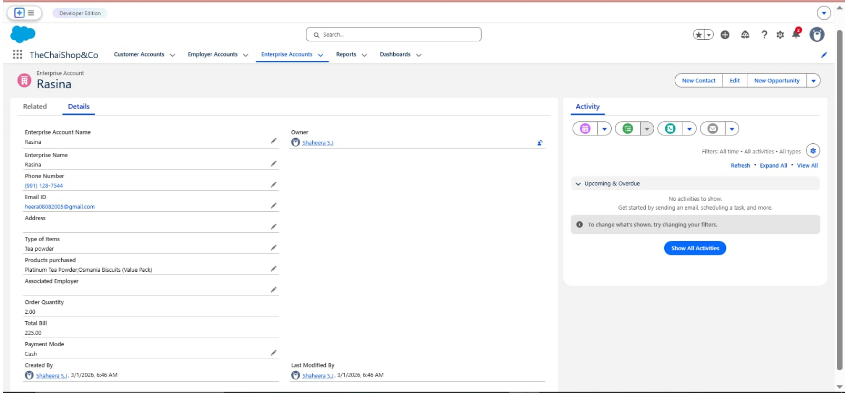 Developer Edition
Search...
TheChaiShop&Co Customer Accounts Employer Accounts Enterprise Accounts Reports Dashboards
Enterprise Account
Rasina
New Contact Edit New Opportunity
Related Details
Enterprise Account Name
Rasina
Enterprise Name
Rasina
Phone Number
(991) 128-7544
Email ID
heera08082005@gmail.com
Address
Type of Items
Tea powder
Products purchased
Platinum Tea Powder;Osmania Biscuits (Value Pack)
Associated Employer
Order Quantity
2.00
Total Bill
225.00
Payment Mode
Cash
Created By
Shaheera S.J, 3/1/2026, 6:46 AM
Owner
Shaheera S.J
Last Modified By
Shaheera S.J, 3/1/2026, 6:46 AM
Activity
Filters: All time • All activities • All types
Refresh • Expand All • View All
Upcoming & Overdue
No activities to show.
Get started by sending an email, scheduling a task, and more.
To change what's shown, try changing your filters.
Show All Activities